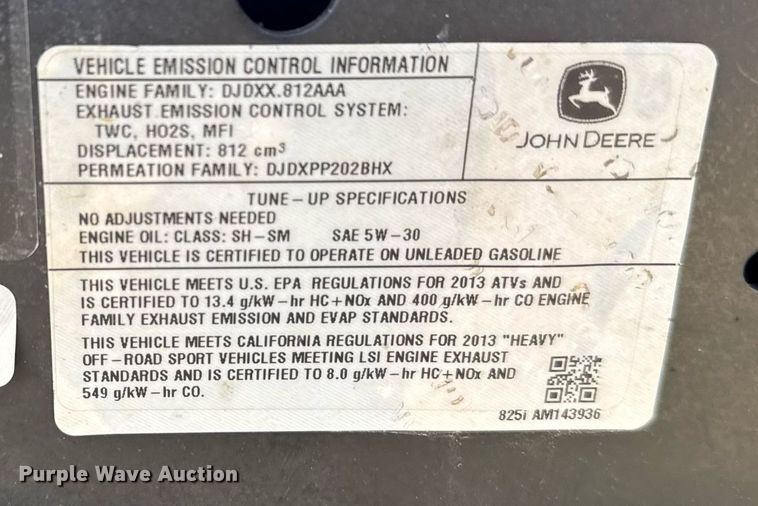 VEHICLE EMISSION CONTROL INFORMATION
ENGINE FAMILY: DJDXX.812AAA
EXHAUST EMISSION CONTROL SYSTEM:
TWC, HO2S, MFI
DISPLACEMENT: 812 cm³
PERMEATION FAMILY: DJDXPP202BHX
JOHN DEERE
TUNE-UP SPECIFICATIONS
NO ADJUSTMENTS NEEDED
ENGINE OIL: CLASS: SH-SM SAE 5W-30
THIS VEHICLE IS CERTIFIED TO OPERATE ON UNLEADED GASOLINE
THIS VEHICLE MEETS U.S. EPA REGULATIONS FOR 2013 ATVs AND
IS CERTIFIED TO 13.4 g/kW-hr HC+NOx AND 400 g/kW-hr CO ENGINE
FAMILY EXHAUST EMISSION AND EVAP STANDARDS.
THIS VEHICLE MEETS CALIFORNIA REGULATIONS FOR 2013 "HEAVY"
OFF-ROAD SPORT VEHICLES MEETING LSI ENGINE EXHAUST
STANDARDS AND IS CERTIFIED TO 8.0 g/kW-hr HC+NOx AND
549 g/kW-hr CO.
825i AM143936
Purple Wave Auction